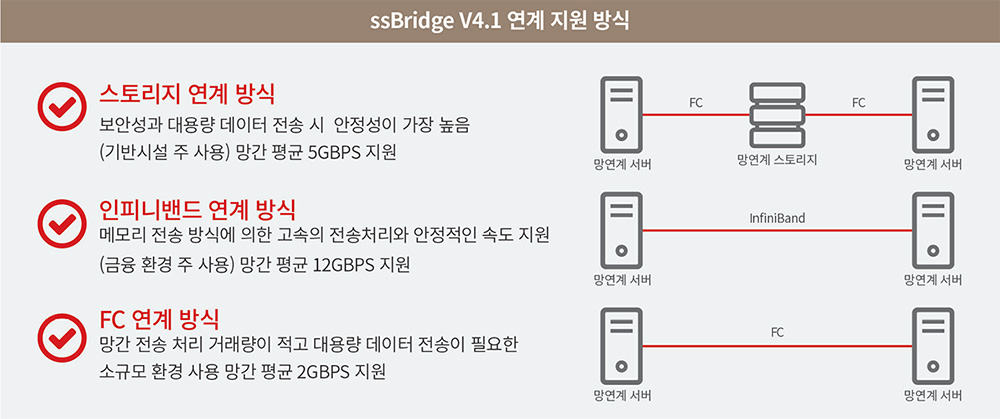 ssBridge V4.1 연계 지원 방식
스토리지 연계 방식
보안성과 대용량 데이터 전송 시 안정성이 가장 높음
(기반시설 주 사용) 망간 평균 5GBPS 지원
FC
FC
망연계 서버
망연계 스토리지
망연계 서버
인피니밴드 연계 방식
메모리 전송 방식에 의한 고속의 전송처리와 안정적인 속도 지원
(금융 환경 주 사용) 망간 평균 12GBPS 지원
InfiniBand
망연계 서버
망연계 서버
FC 연계 방식
망간 전송 처리 거래량이 적고 대용량 데이터 전송이 필요한
소규모 환경 사용 망간 평균 2GBPS 지원
FC
망연계 서버
망연계 서버